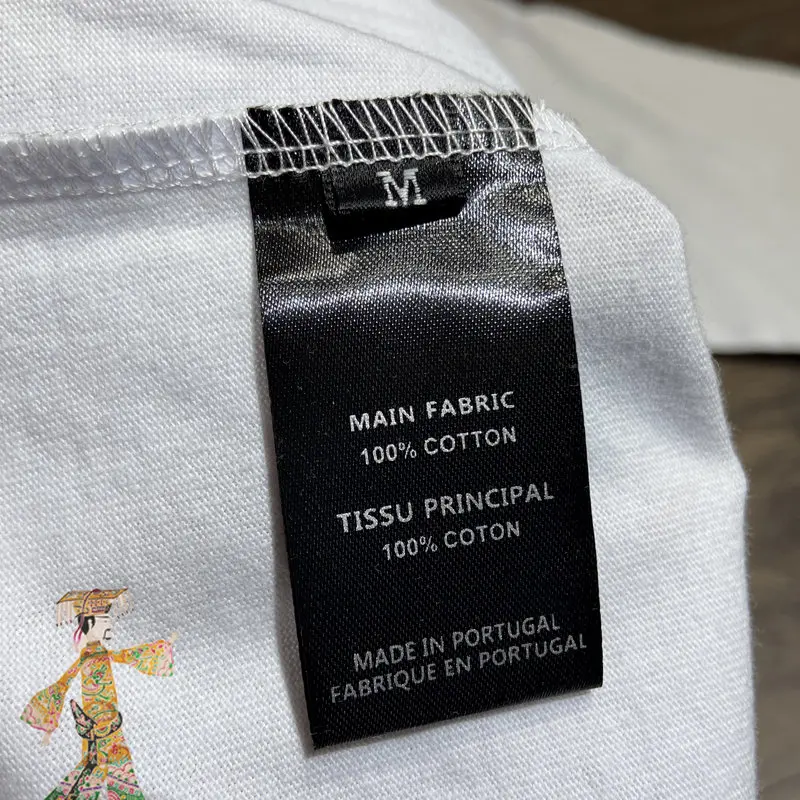 M
MAIN FABRIC
100% COTTON
TISSU PRINCIPAL
100% COTON
MADE IN PORTUGAL
FABRIQUE EN PORTUGAL